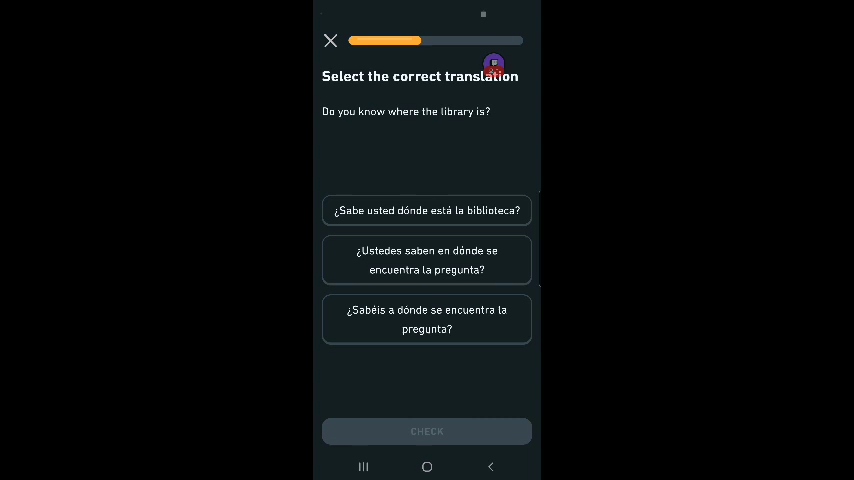 Select the correct translation
Do you know where the library is?
¿Sabe usted dónde está la biblioteca?
¿Ustedes saben en dónde se
encuentra la pregunta?
¿Sabéis a dónde se encuentra la
pregunta?
CHECK